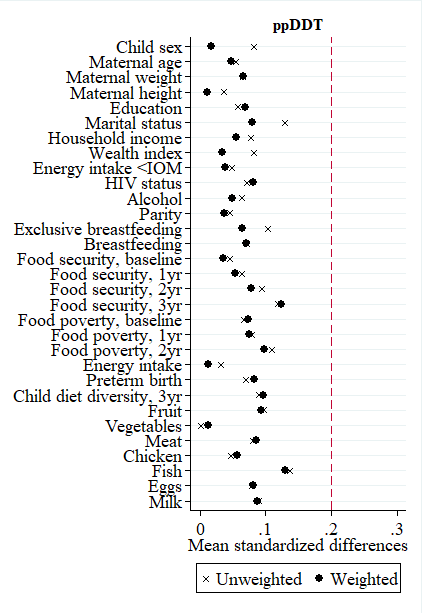 ppDDT
Child sex
Maternal age
Maternal weight
Maternal height
Education
Marital status
Household income
Wealth index
Energy intake <IOM
HIV status
Alcohol
Parity
Exclusive breastfeeding
Breastfeeding
Food security, baseline
Food security, 1yr
Food security, 2yr
Food security, 3yr
Food poverty, baseline
Food poverty, 1yr
Food poverty, 2yr
Energy intake
Preterm birth
Child diet diversity, 3yr
Fruit
Vegetables
Meat
Chicken
Fish
Eggs
Milk
0 .1 .2 .3
Mean standardized differences
Unweighted Weighted